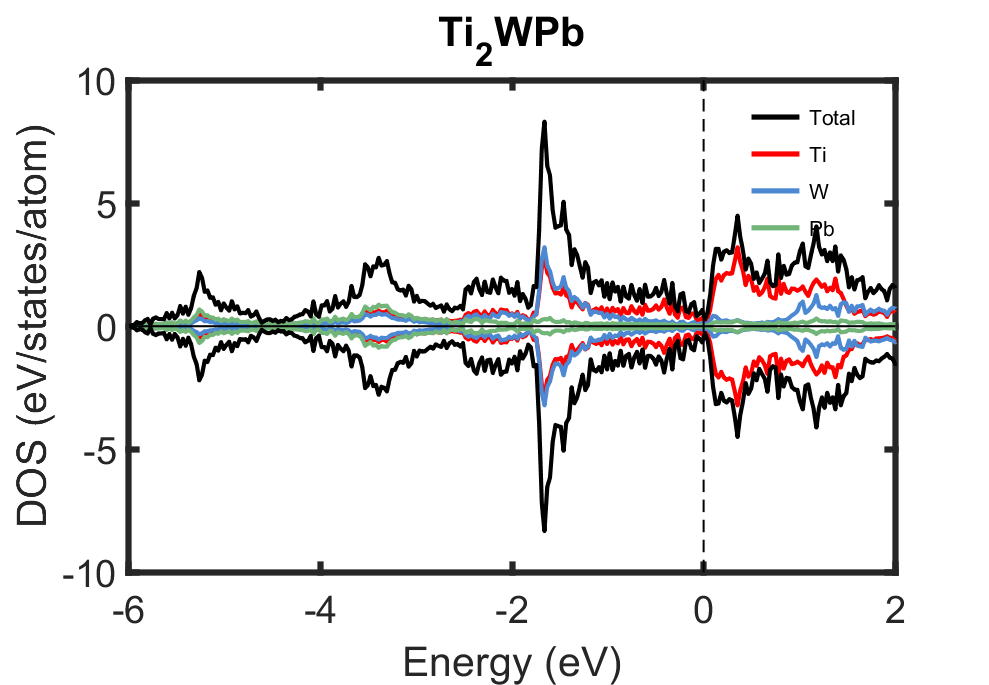 Ti2WPb
DOS (eV/states/atom)
10
5
0
-5
-10
Total
Ti
W
Pb
-6 -4 -2 0 2
Energy (eV)